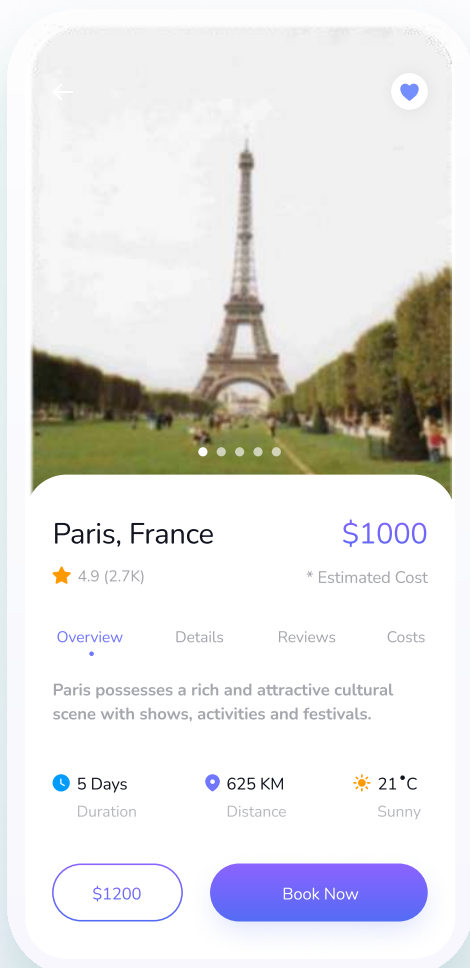 Paris, France
$1000
4.9 (2.7K)
* Estimated Cost
Overview
Details
Reviews
Costs
Paris possesses a rich and attractive cultural
scene with shows, activities and festivals.
5 Days
625 KM
21°C
Duration
Distance
Sunny
$1200
Book Now